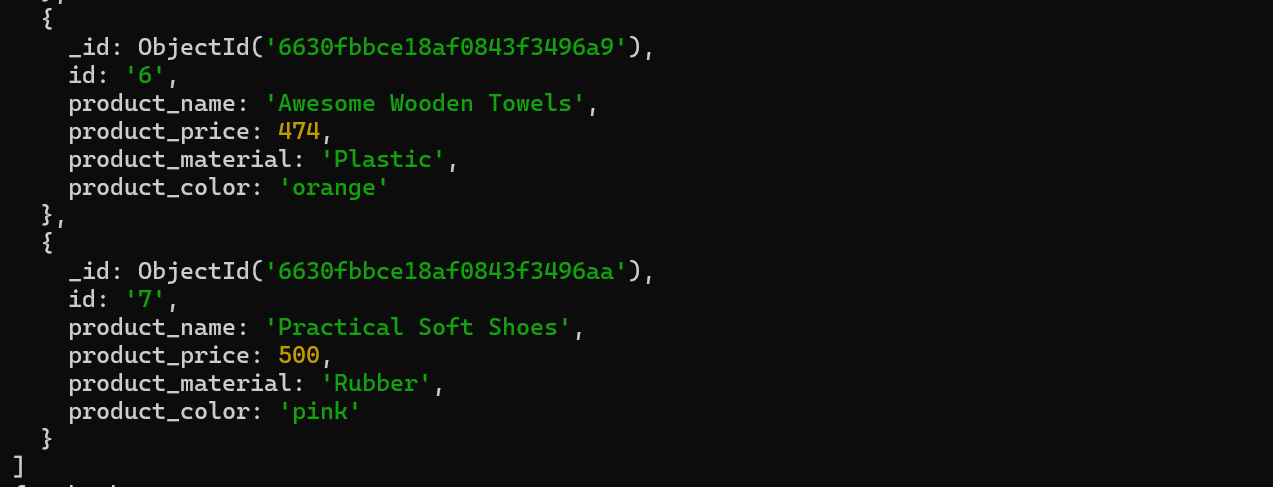 {
_id: ObjectId('6630fbbce18af0843f3496a9'),
id: '6',
product_name: 'Awesome Wooden Towels',
product_price: 474,
product_material: 'Plastic',
product_color: 'orange'
},
{
_id: ObjectId('6630fbbce18af0843f3496aa'),
id: '7',
product_name: 'Practical Soft Shoes',
product_price: 500,
product_material: 'Rubber',
product_color: 'pink'
}
]